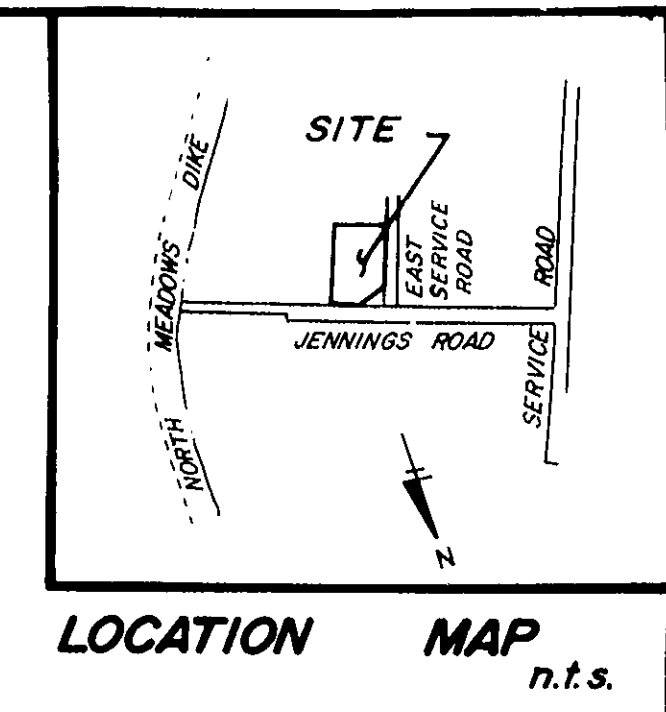 SITE
NORTH MEADOWS DIKE
EAST
SERVICE
ROAD
SERVICE ROAD
JENNINGS ROAD
N
LOCATION MAP
n.t.s.